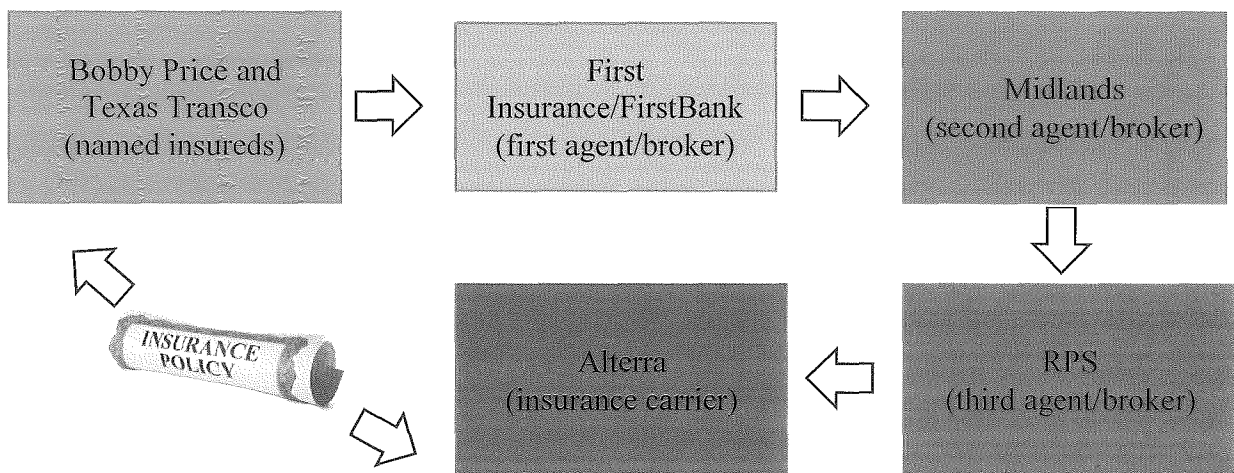 Bobby Price and
Texas Transco
(named insureds)
First
Insurance/FirstBank
(first agent/broker)
Midlands
(second agent/broker)
INSURANCE
POLICY
Alterra
(insurance carrier)
RPS
(third agent/broker)